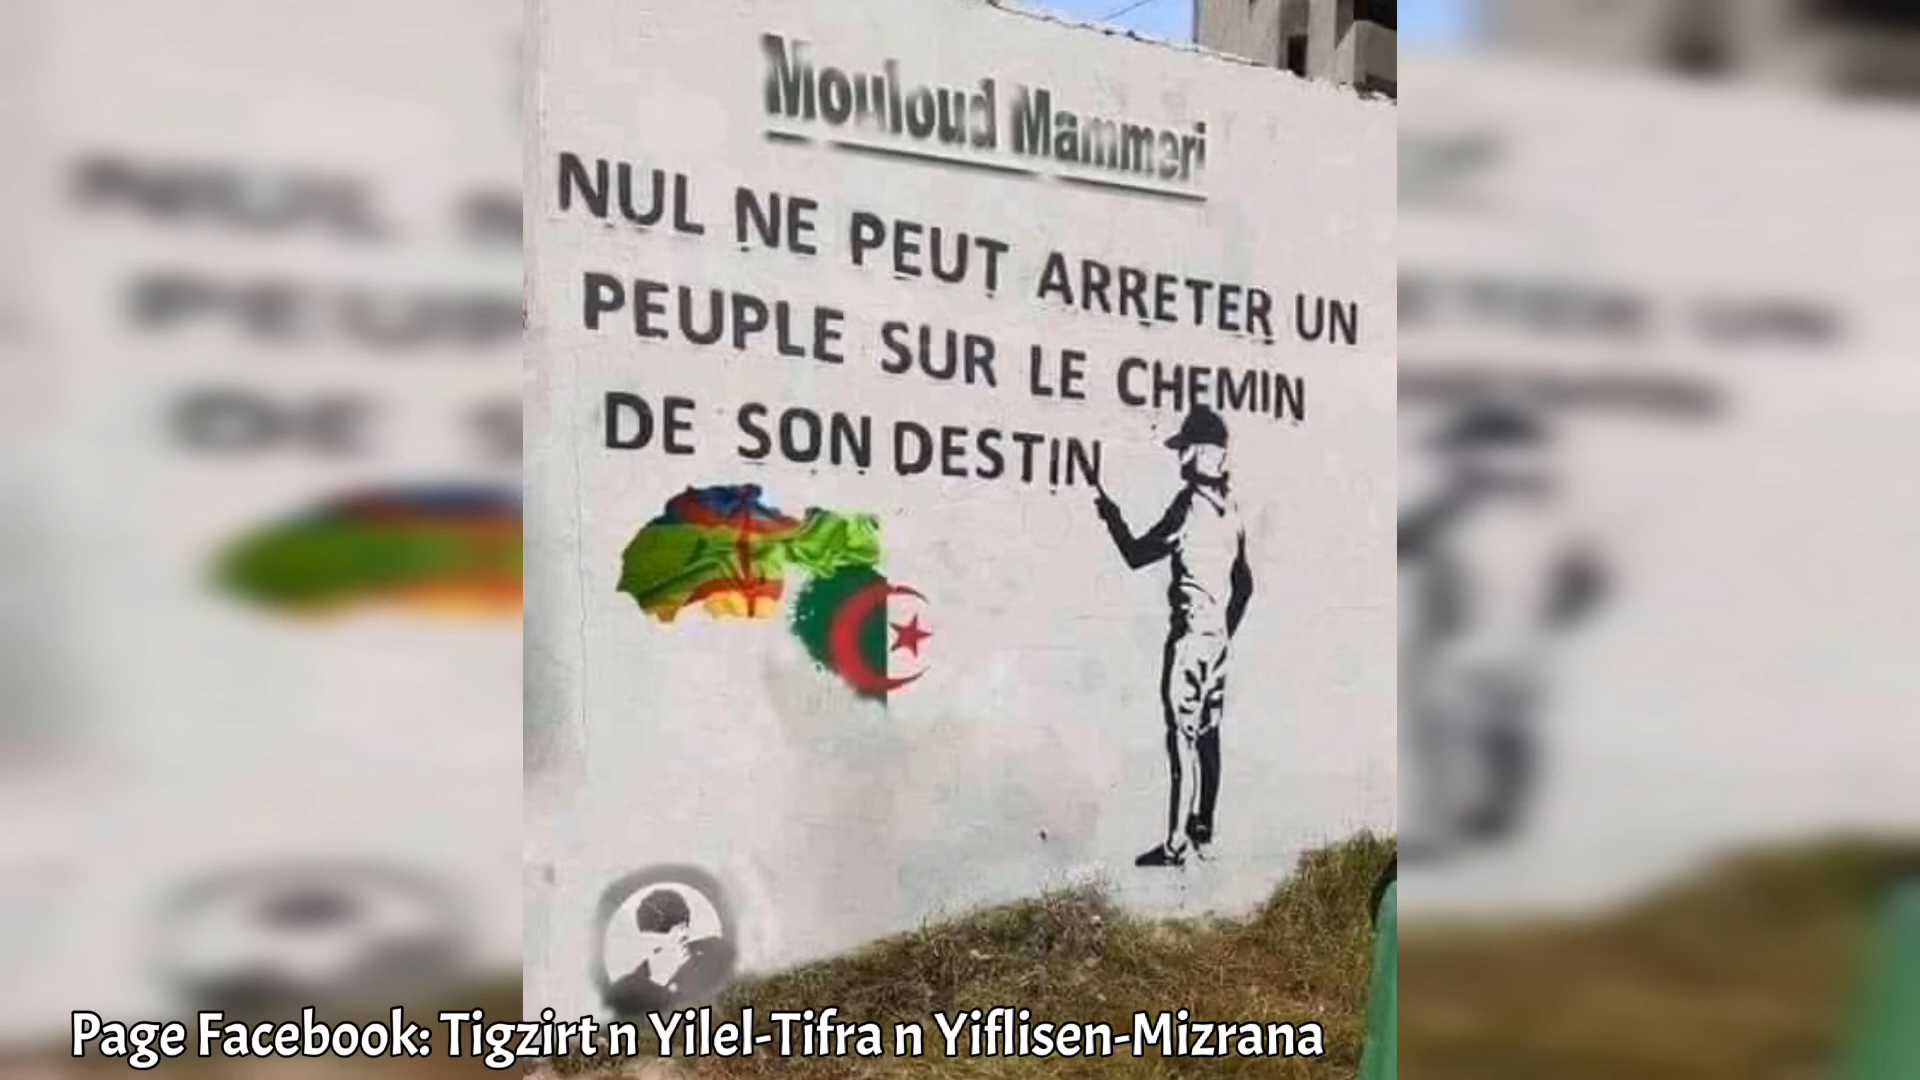 Mouloud Mammeri
NUL NE PEUT ARRETER UN
PEUPLE SUR LE CHEMIN
DE SON DESTIN
Page Facebook: Tigzirt n Yilel-Tifra n Yiflisen-Mizrana